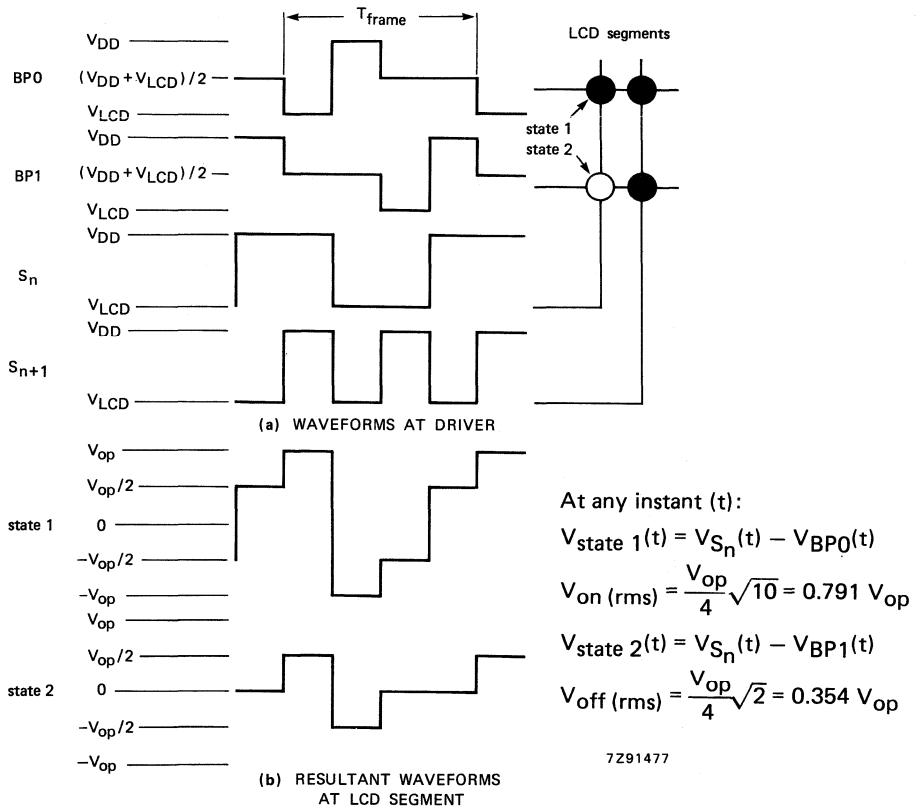 T_frame
LCD segments
V_DD
BP0
(V_DD + V_LCD)/2
V_LCD
state 1
state 2
V_DD
BP1
(V_DD + V_LCD)/2
V_LCD
V_DD
S_n
V_LCD
V_DD
S_n+1
V_LCD
(a) WAVEFORMS AT DRIVER
V_op
V_op/2
state 1
0
−V_op/2
−V_op
V_op
V_op/2
state 2
0
−V_op/2
−V_op
(b) RESULTANT WAVEFORMS
AT LCD SEGMENT
At any instant (t):
V_state 1(t) = V_Sn(t) − V_BP0(t)
V_on (rms) = V_op/4 √10 = 0.791 V_op
V_state 2(t) = V_Sn(t) − V_BP1(t)
V_off (rms) = V_op/4 √2 = 0.354 V_op
7Z91477